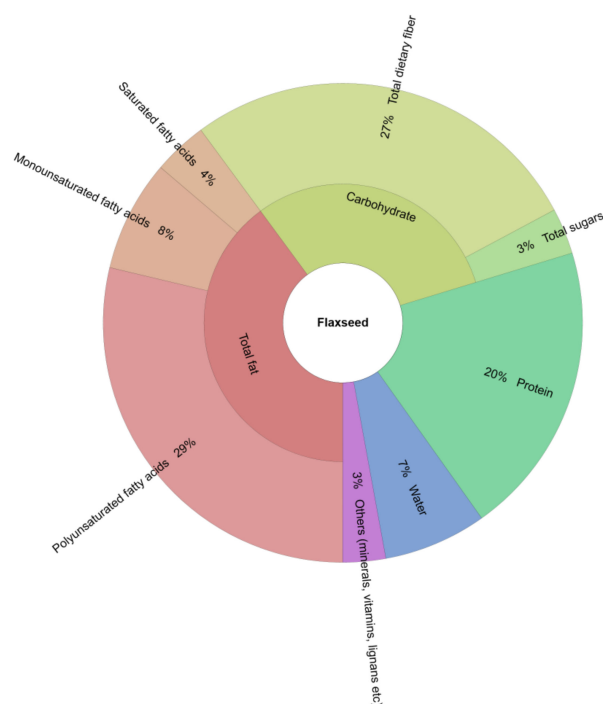 27% Total dietary fiber
Saturated fatty acids 4%
Monounsaturated fatty acids 8%
Carbohydrate
3% Total sugars
Flaxseed
Total fat
20% Protein
Polyunsaturated fatty acids 29%
7% Water
3% Others (minerals, vitamins, lignans etc)